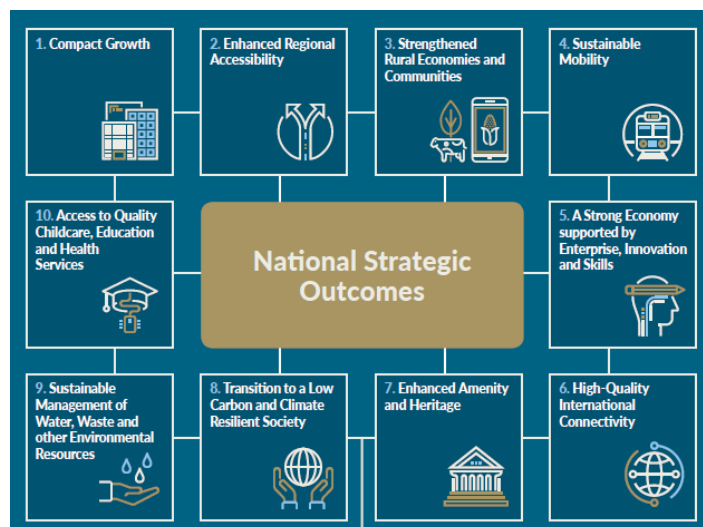 1. Compact Growth
2. Enhanced Regional
Accessibility
3. Strengthened
Rural Economies and
Communities
4. Sustainable
Mobility
10. Access to Quality
Childcare, Education
and Health
Services
National Strategic
Outcomes
5. A Strong Economy
supported by
Enterprise, Innovation
and Skills
9. Sustainable
Management of
Water, Waste and
other Environmental
Resources
8. Transition to a Low
Carbon and Climate
Resilient Society
7. Enhanced Amenity
and Heritage
6. High-Quality
International
Connectivity